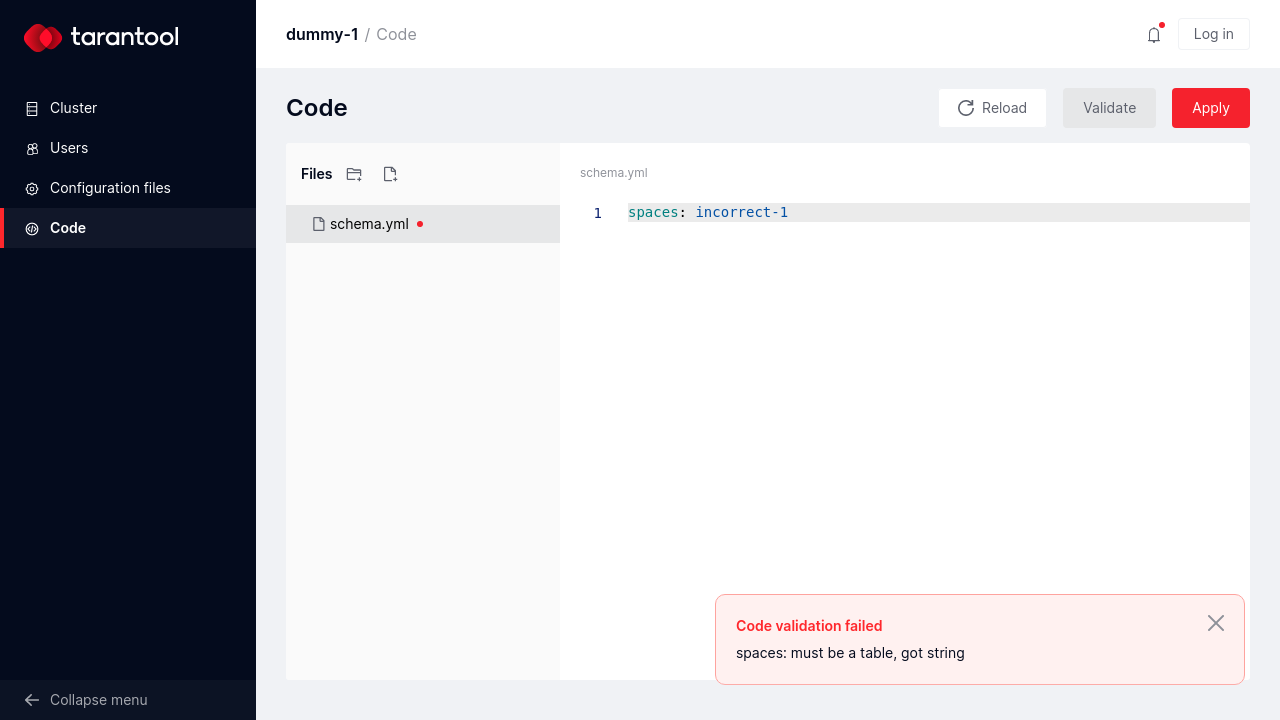 tarantool
Cluster
Users
Configuration files
Code
Collapse menu
dummy-1 / Code
Log in
Code
Reload
Validate
Apply
Files
schema.yml
schema.yml
1 spaces: incorrect-1
Code validation failed
spaces: must be a table, got string